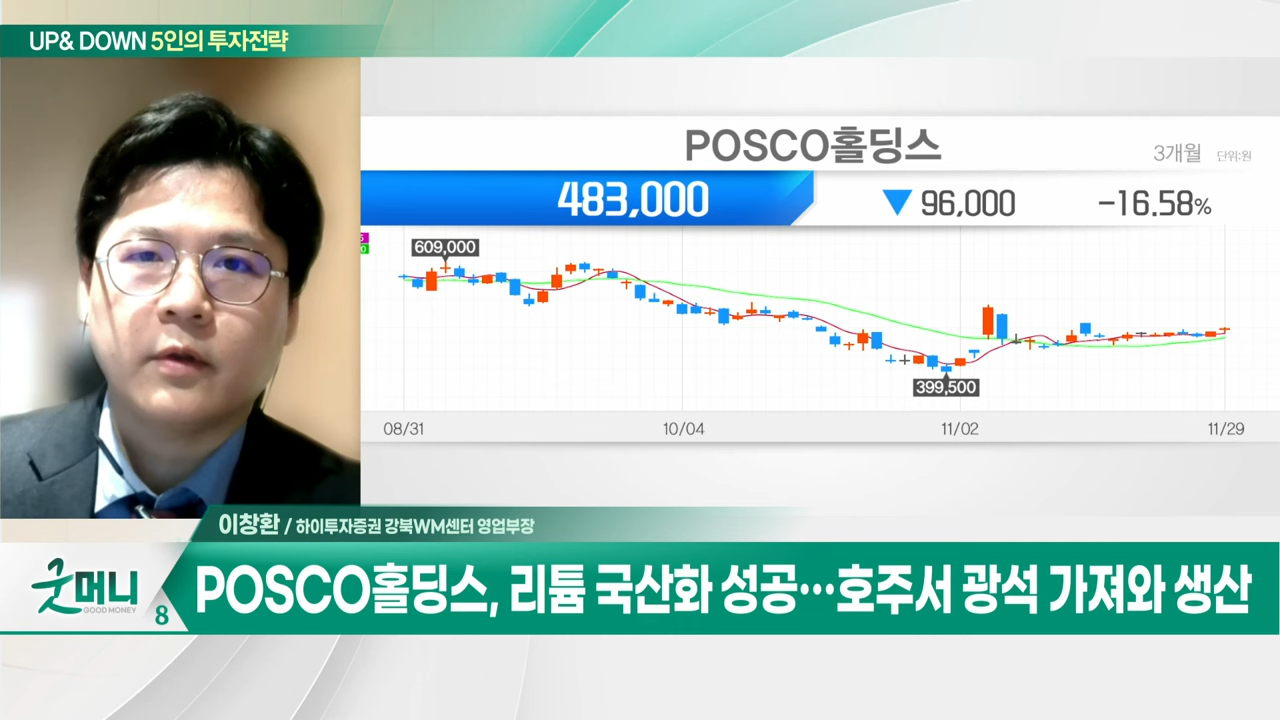 UP& DOWN 5인의 투자전략
POSCO홀딩스
3개월 단위:원
483,000 ▼ 96,000 -16.58%
609,000
399,500
08/31 10/04 11/02 11/29
이창환 / 하이투자증권 강북WM센터 영업부장
굿머니
GOOD MONEY
8
POSCO홀딩스, 리튬 국산화 성공…호주서 광석 가져와 생산